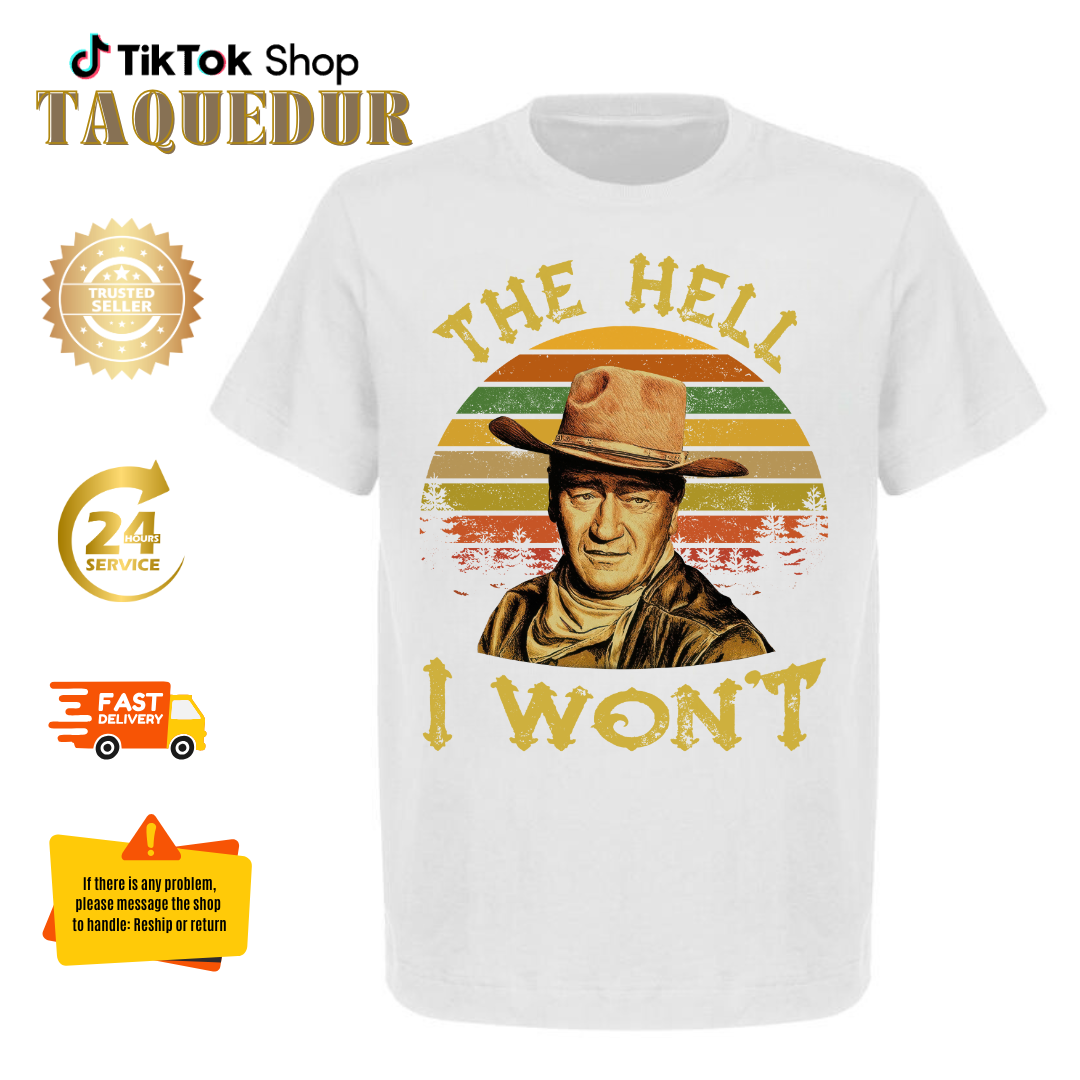 TikTok Shop
TAQUEDUR
TRUSTED
SELLER
24
HOURS
SERVICE
FAST
DELIVERY
If there is any problem,
please message the shop
to handle: Reship or return
THE HELL
I WON'T